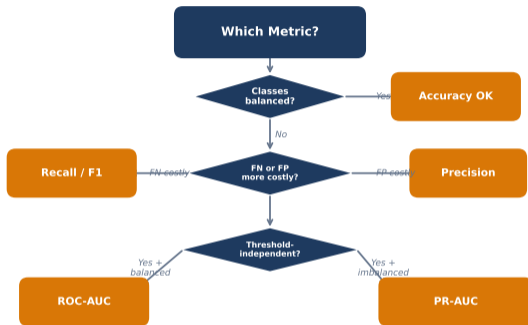 Which Metric?
Classes
balanced?
Yes
Accuracy OK
No
Recall / F1
FN costly
FN or FP
more costly?
FP costly
Precision
Threshold-
independent?
Yes +
balanced
Yes +
imbalanced
ROC-AUC
PR-AUC